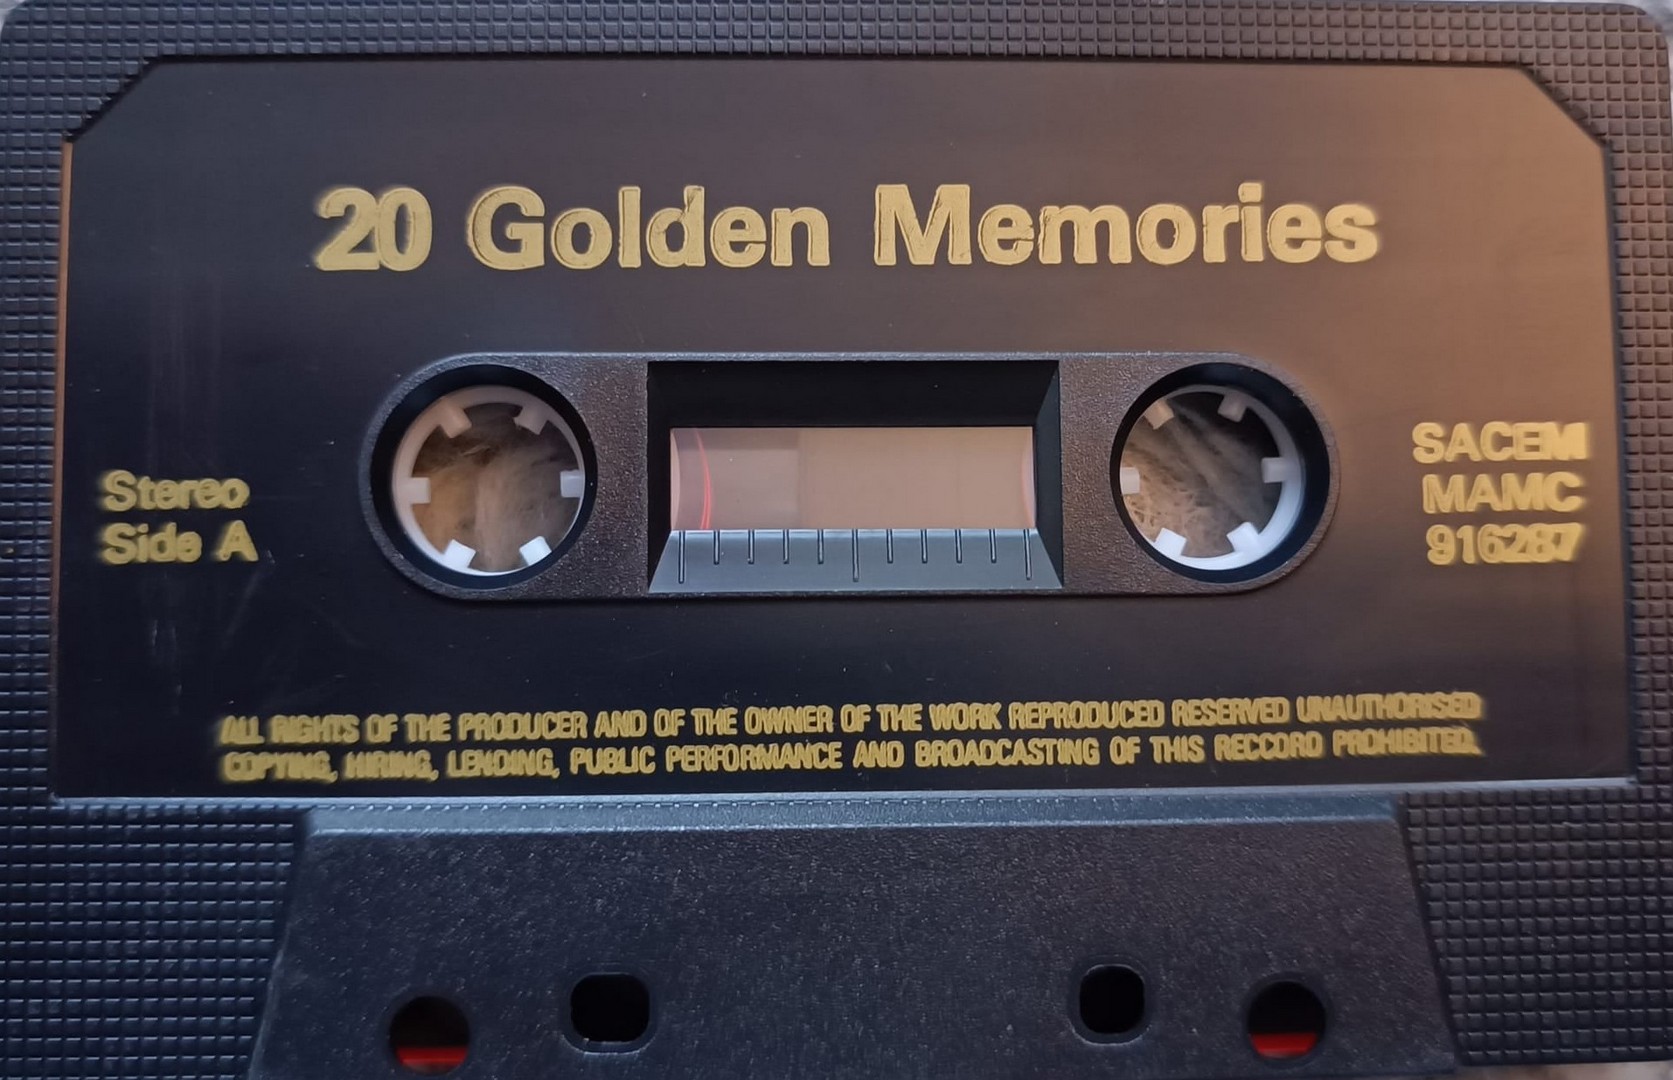 20 Golden Memories
Stereo
Side A
SACEM
MAMC
916287
ALL RIGHTS OF THE PRODUCER AND OF THE OWNER OF THE WORK REPRODUCED RESERVED UNAUTHORISED
COPYING, HIRING, LENDING, PUBLIC PERFORMANCE AND BROADCASTING OF THIS RECCORD PROHIBITED.